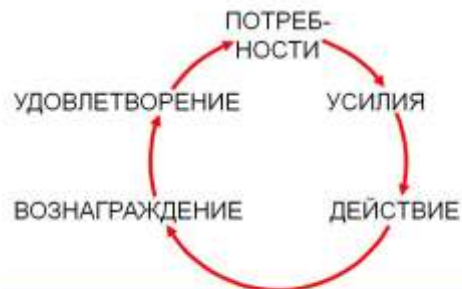 ПОТРЕБ-
НОСТИ
УДОВЛЕТВОРЕНИЕ
УСИЛИЯ
ВОЗНАГРАЖДЕНИЕ
ДЕЙСТВИЕ